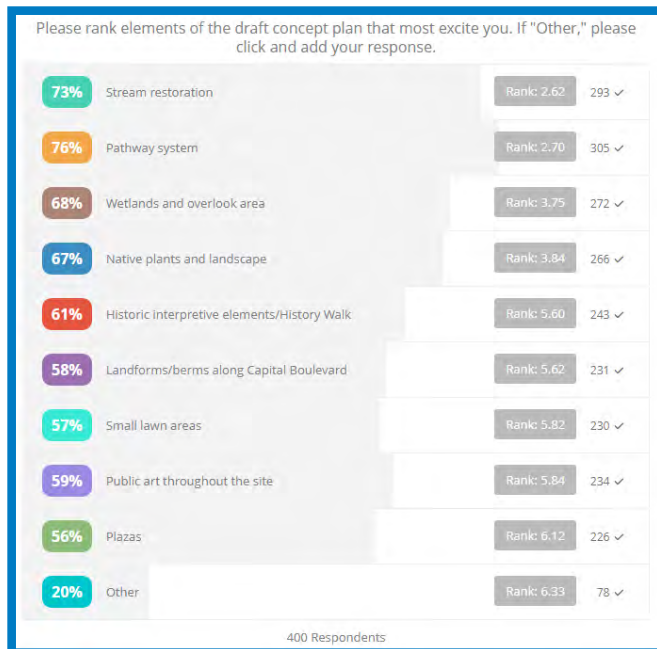 Please rank elements of the draft concept plan that most excite you. If "Other," please
click and add your response.
73% Stream restoration Rank: 2.62 293 ✓
76% Pathway system Rank: 2.70 305 ✓
68% Wetlands and overlook area Rank: 3.75 272 ✓
67% Native plants and landscape Rank: 3.84 266 ✓
61% Historic interpretive elements/History Walk Rank: 5.60 243 ✓
58% Landforms/berms along Capital Boulevard Rank: 5.62 231 ✓
57% Small lawn areas Rank: 5.82 230 ✓
59% Public art throughout the site Rank: 5.84 234 ✓
56% Plazas Rank: 6.12 226 ✓
20% Other Rank: 6.33 78 ✓
400 Respondents